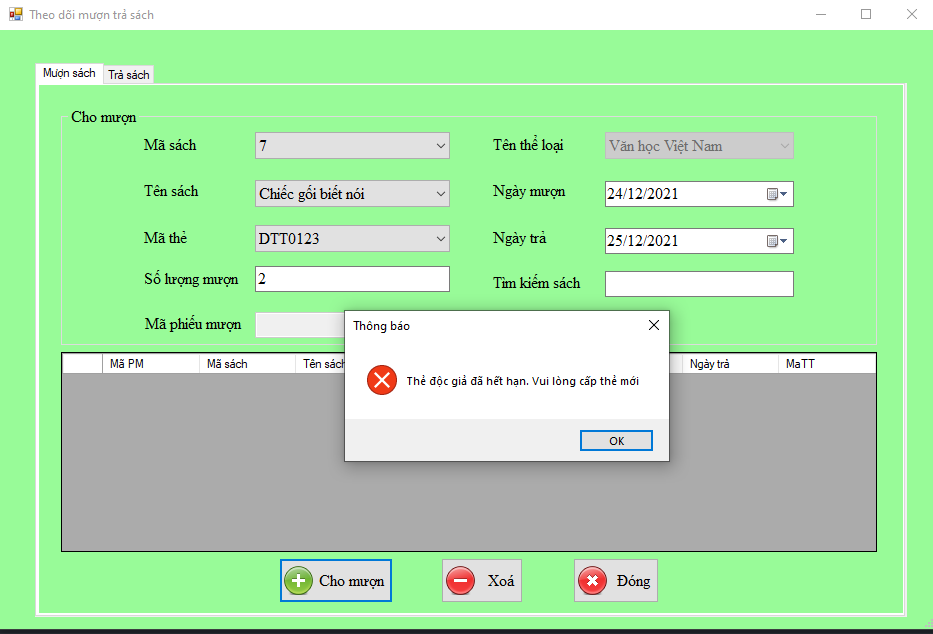 Theo dõi mượn trả sách
Mượn sách
Trả sách
Cho mượn
Mã sách
7
Tên thể loại
Văn học Việt Nam
Tên sách
Chiếc gối biết nói
Ngày mượn
24/12/2021
Mã thẻ
DTT0123
Ngày trả
25/12/2021
Số lượng mượn
2
Tìm kiếm sách
Mã phiếu mượn
Thông báo
Thẻ độc giả đã hết hạn. Vui lòng cấp thẻ mới
OK
Mã PM
Mã sách
Tên sách
Ngày trả
MaTT
Cho mượn
Xoá
Đóng